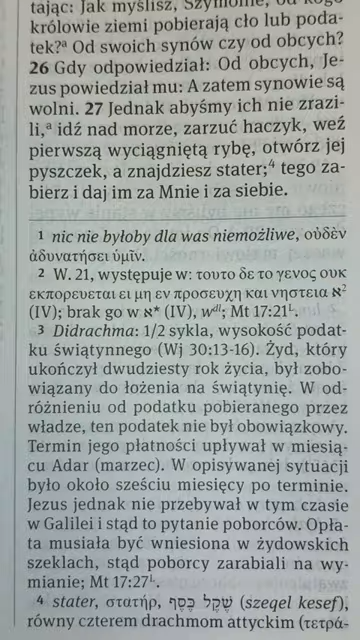 tając: Jak myślisz, Szymonie, od kogo
królowie ziemi pobierają cło lub poda-
tek?ᵃ Od swoich synów czy od obcych?
26 Gdy odpowiedział: Od obcych, Je-
zus powiedział mu: A zatem synowie są
wolni. 27 Jednak abyśmy ich nie zrazi-
li,ᵃ idź nad morze, zarzuć haczyk, weź
pierwszą wyciągniętą rybę, otwórz jej
pyszczek, a znajdziesz stater;⁴ tego za-
bierz i daj im za Mnie i za siebie.
1 nic nie byłoby dla was niemożliwe, οὐδὲν
ἀδυνατήσει ὑμῖν.
2 W. 21, występuje w: τουτο δε το γενος ουκ
εκπορευεται ει μη εν προσευχη και νηστεια א²
(IV); brak go w א* (IV), wᵈˡ; Mt 17:21ᴸ.
3 Didrachma: 1/2 sykla, wysokość podat-
ku świątynnego (Wj 30:13-16). Żyd, który
ukończył dwudziesty rok życia, był zobo-
wiązany do łożenia na świątynię. W od-
różnieniu od podatku pobieranego przez
władze, ten podatek nie był obowiązkowy.
Termin jego płatności upływał w miesią-
cu Adar (marzec). W opisywanej sytuacji
było około sześciu miesięcy po terminie.
Jezus jednak nie przebywał w tym czasie
w Galilei i stąd to pytanie poborców. Opła-
ta musiała być wniesiona w żydowskich
szeklach, stąd poborcy zarabiali na wy-
mianie; Mt 17:27ᴸ.
4 stater, στατήρ, שֶׁקֶל כֶּסֶף (szeqel kesef),
równy czterem drachmom attyckim (τετρά-